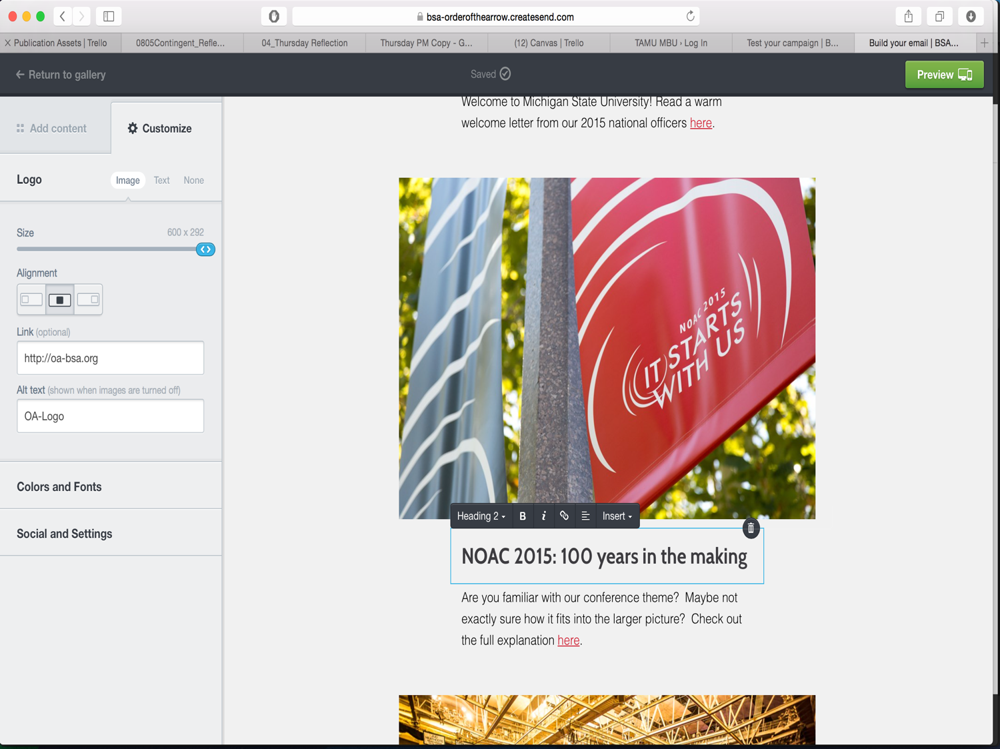 bsa-orderofthearrow.createsend.com
X Publication Assets | Trello
0805Contingent_Refle...
04_Thursday Reflection
Thursday PM Copy - G...
(12) Canvas | Trello
TAMU MBU › Log In
Test your campaign | B...
Build your email | BSA...
Return to gallery
Saved
Preview
Add content
Customize
Logo
Image
Text
None
Size
600 x 292
Alignment
Link (optional)
http://oa-bsa.org
Alt text (shown when images are turned off)
OA-Logo
Colors and Fonts
Social and Settings
Welcome to Michigan State University! Read a warm
welcome letter from our 2015 national officers here.
NOAC 2015
IT STARTS
WITH US
Heading 2
B
i
Insert
NOAC 2015: 100 years in the making
Are you familiar with our conference theme?  Maybe not
exactly sure how it fits into the larger picture?  Check out
the full explanation here.